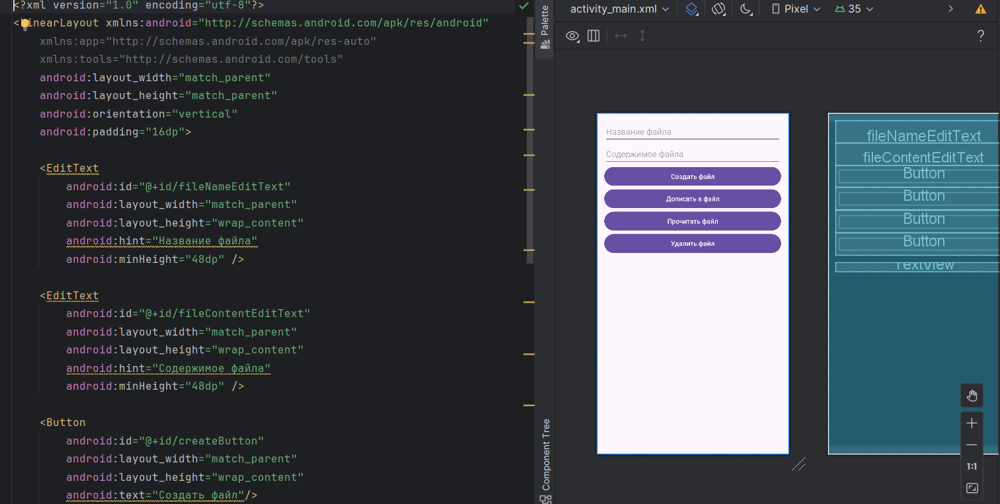 <?xml version="1.0" encoding="utf-8"?>
<LinearLayout xmlns:android="http://schemas.android.com/apk/res/android"
xmlns:app="http://schemas.android.com/apk/res-auto"
xmlns:tools="http://schemas.android.com/tools"
android:layout_width="match_parent"
android:layout_height="match_parent"
android:orientation="vertical"
android:padding="16dp">
<EditText
android:id="@+id/fileNameEditText"
android:layout_width="match_parent"
android:layout_height="wrap_content"
android:hint="Название файла"
android:minHeight="48dp" />
<EditText
android:id="@+id/fileContentEditText"
android:layout_width="match_parent"
android:layout_height="wrap_content"
android:hint="Содержимое файла"
android:minHeight="48dp" />
<Button
android:id="@+id/createButton"
android:layout_width="match_parent"
android:layout_height="wrap_content"
android:text="Создать файл"/>
Palette
Component Tree
activity_main.xml
Pixel
35
?
Название файла
Содержимое файла
Создать файл
Дописать в файл
Прочитать файл
Удалить файл
fileNameEditText
fileContentEditText
Button
Button
Button
Button
TextView
1:1